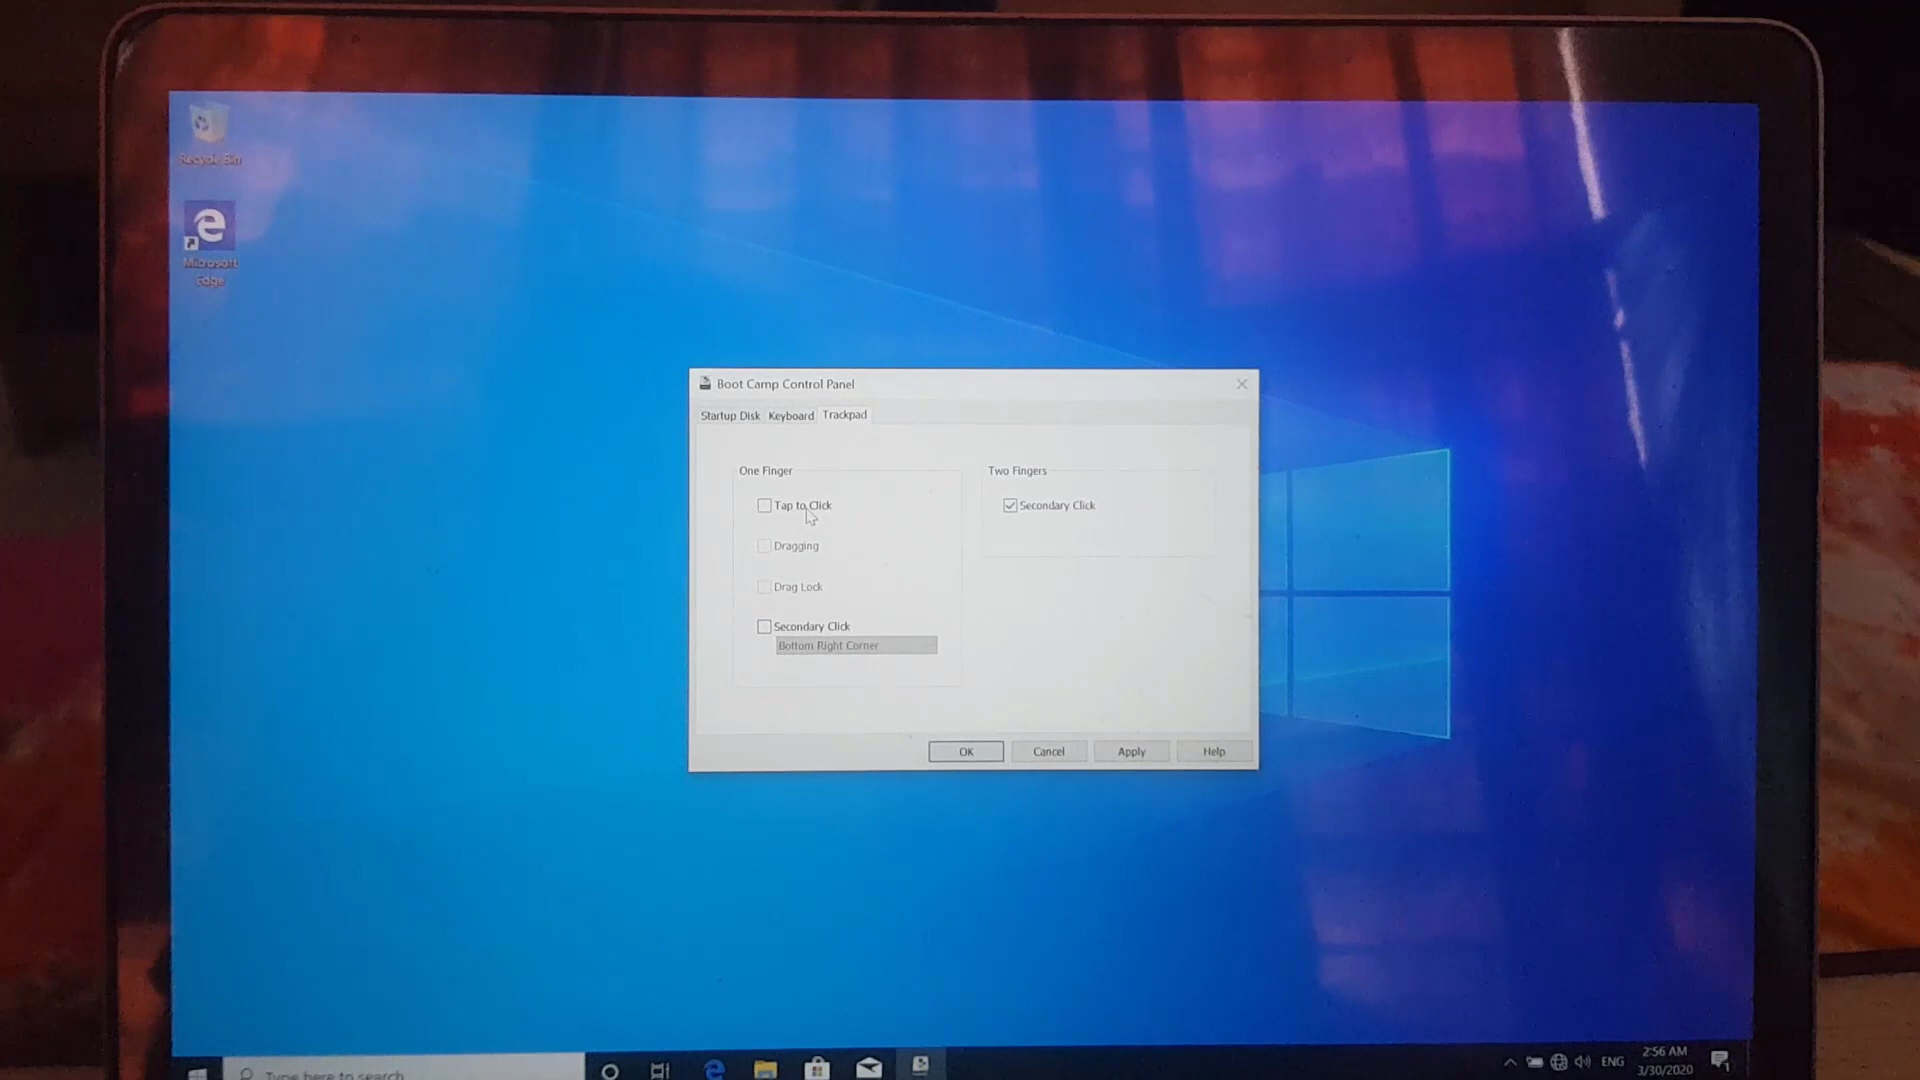 Recycle Bin
Microsoft
Edge
Boot Camp Control Panel
Startup Disk Keyboard Trackpad
One Finger
Tap to Click
Dragging
Drag Lock
Secondary Click
Bottom Right Corner
Two Fingers
Secondary Click
OK Cancel Apply Help
Type here to search
ENG
2:56 AM
3/30/2020